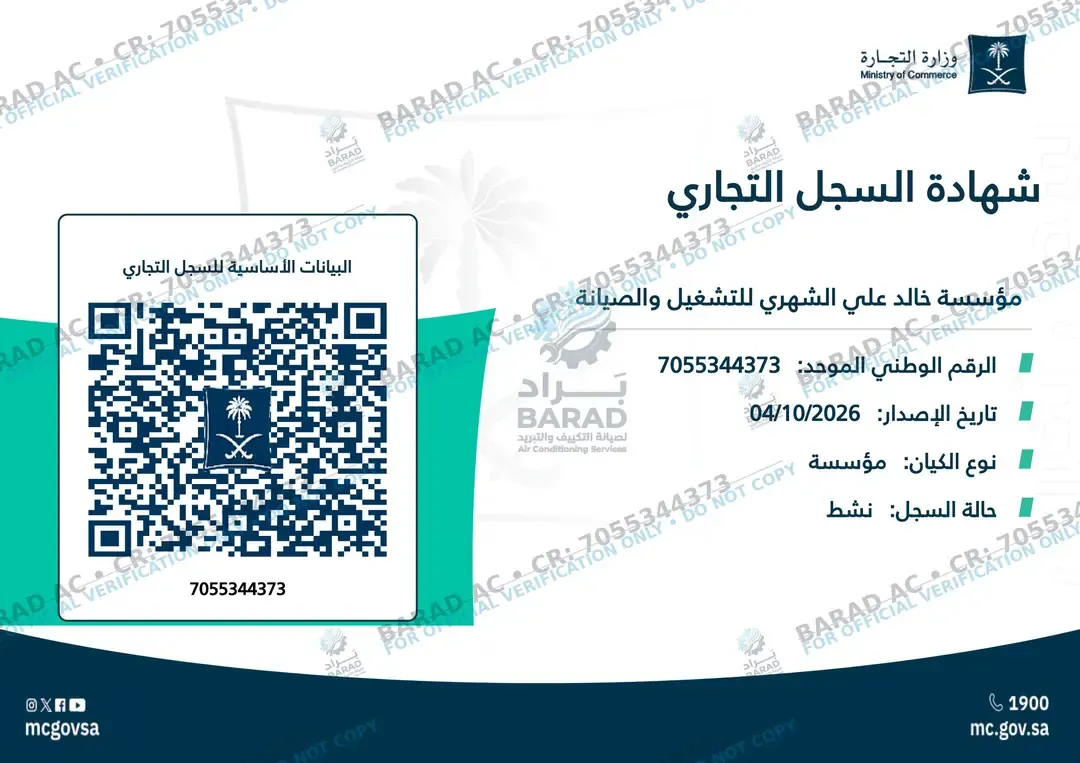 وزارة التجارة
Ministry of Commerce
شهادة السجل التجاري
مؤسسة خالد علي الشهري للتشغيل والصيانة
الرقم الوطني الموحد: 7055344373
تاريخ الإصدار: 04/10/2026
نوع الكيان: مؤسسة
حالة السجل: نشط
البيانات الأساسية للسجل التجاري
7055344373
بـــراد
BARAD
لصيانة التكييف والتبريد
Air Conditioning Services
BARAD AC • CR: 7055344373
FOR OFFICIAL VERIFICATION ONLY • DO NOT COPY
mcgovsa
1900
mc.gov.sa